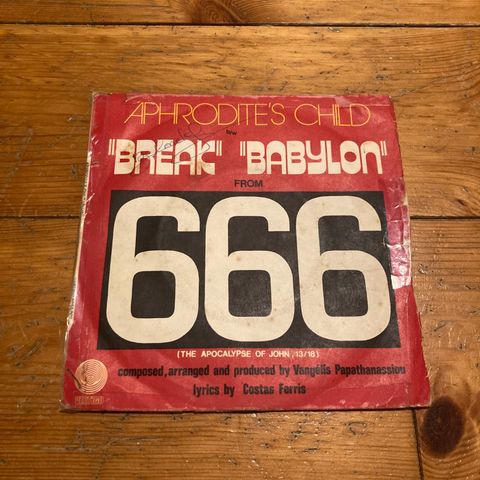 APHRODITE'S CHILD
b/w
"BREAK" "BABYLON"
FROM
666
(THE APOCALYPSE OF JOHN, 13/18)
composed, arranged and produced by Vangélis Papathanassiou
lyrics by Costas Ferris